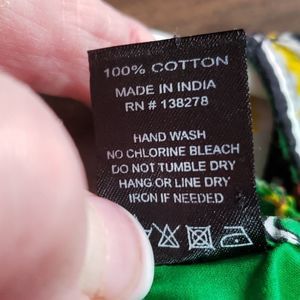 100% COTTON
MADE IN INDIA
RN # 138278
HAND WASH
NO CHLORINE BLEACH
DO NOT TUMBLE DRY
HANG OR LINE DRY
IRON IF NEEDED